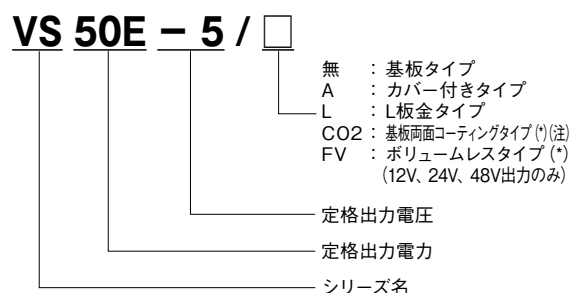 VS 50E － 5 / □
無 ： 基板タイプ
A ： カバー付きタイプ
L ： L板金タイプ
CO2 ： 基板両面コーティングタイプ(*)(注)
FV ： ボリュームレスタイプ(*)
(12V、24V、48V出力のみ)
定格出力電圧
定格出力電力
シリーズ名